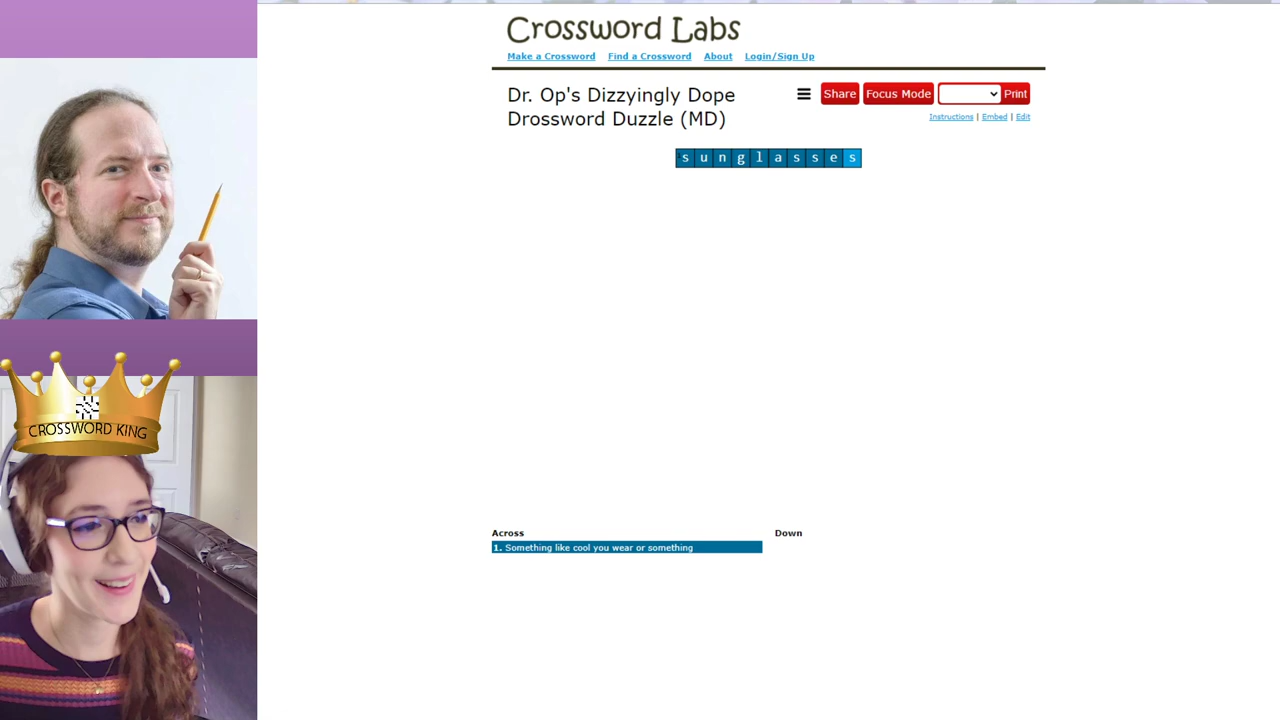 Crossword Labs
Make a Crossword Find a Crossword About Login/Sign Up
Dr. Op's Dizzyingly Dope
Drossword Duzzle (MD)
Share Focus Mode Print
Instructions | Embed | Edit
sunglasses
CROSSWORD KING
Across
1. Something like cool you wear or something
Down